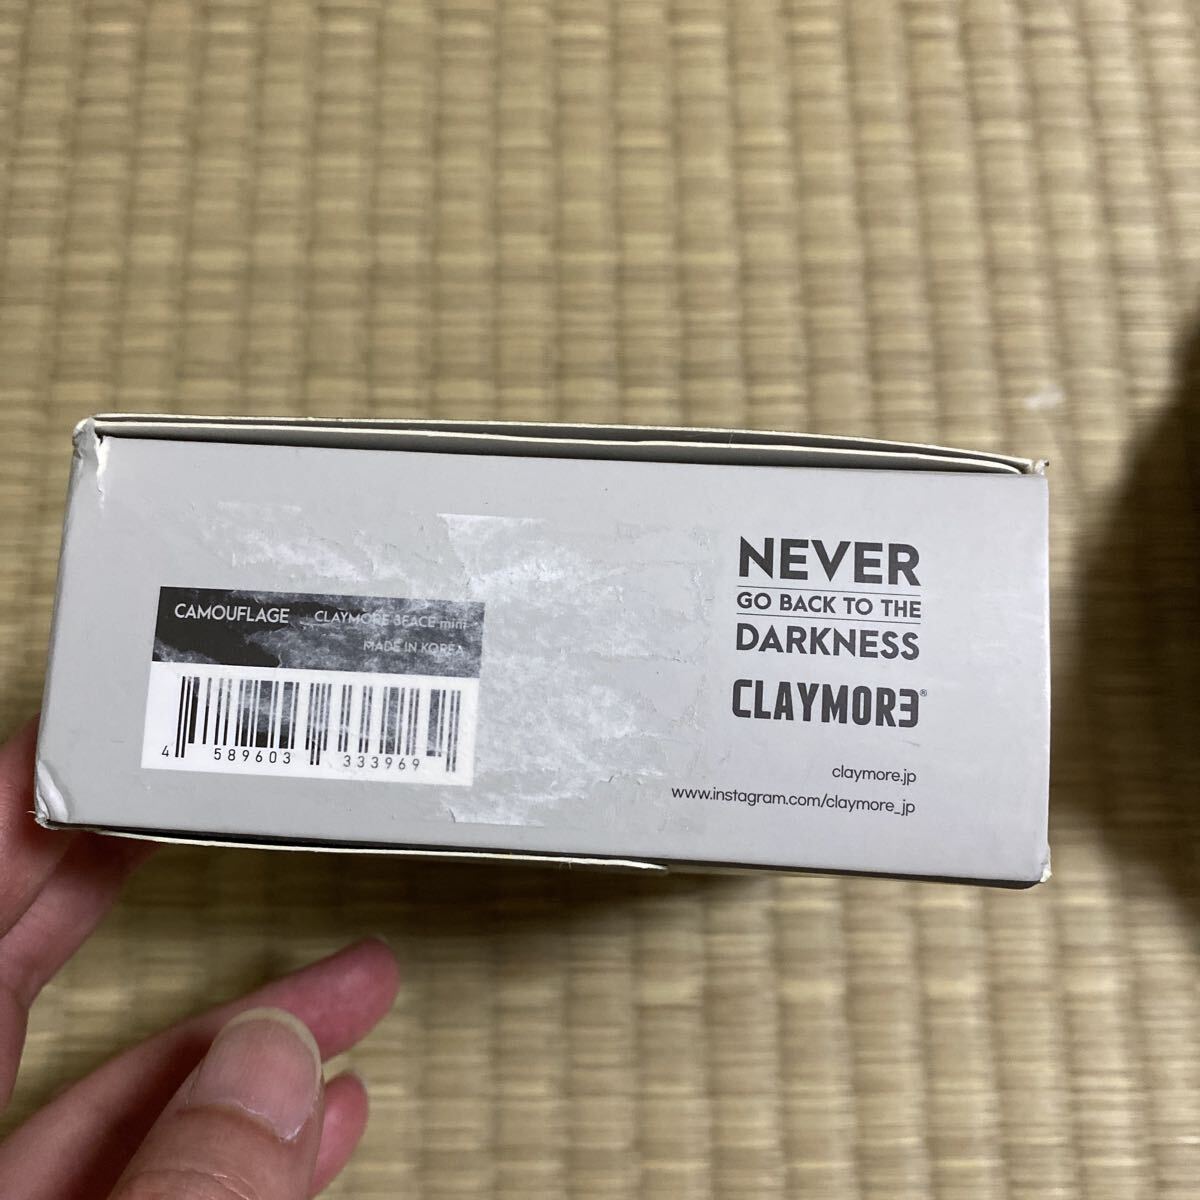 CAMOUFLAGE CLAYMORE 3FACE mini
MADE IN KOREA
4 589603 333969
NEVER
GO BACK TO THE
DARKNESS
CLAYMOR3®
claymore.jp
www.instagram.com/claymore_jp